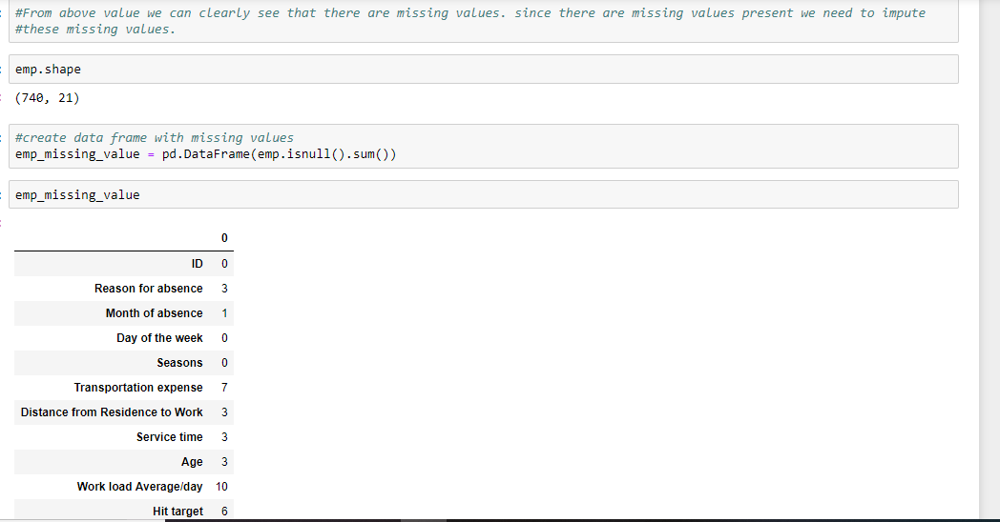 #From above value we can clearly see that there are missing values. since there are missing values present we need to impute
#these missing values.
emp.shape
(740, 21)
#create data frame with missing values
emp_missing_value = pd.DataFrame(emp.isnull().sum())
emp_missing_value
0
ID 0
Reason for absence 3
Month of absence 1
Day of the week 0
Seasons 0
Transportation expense 7
Distance from Residence to Work 3
Service time 3
Age 3
Work load Average/day 10
Hit target 6